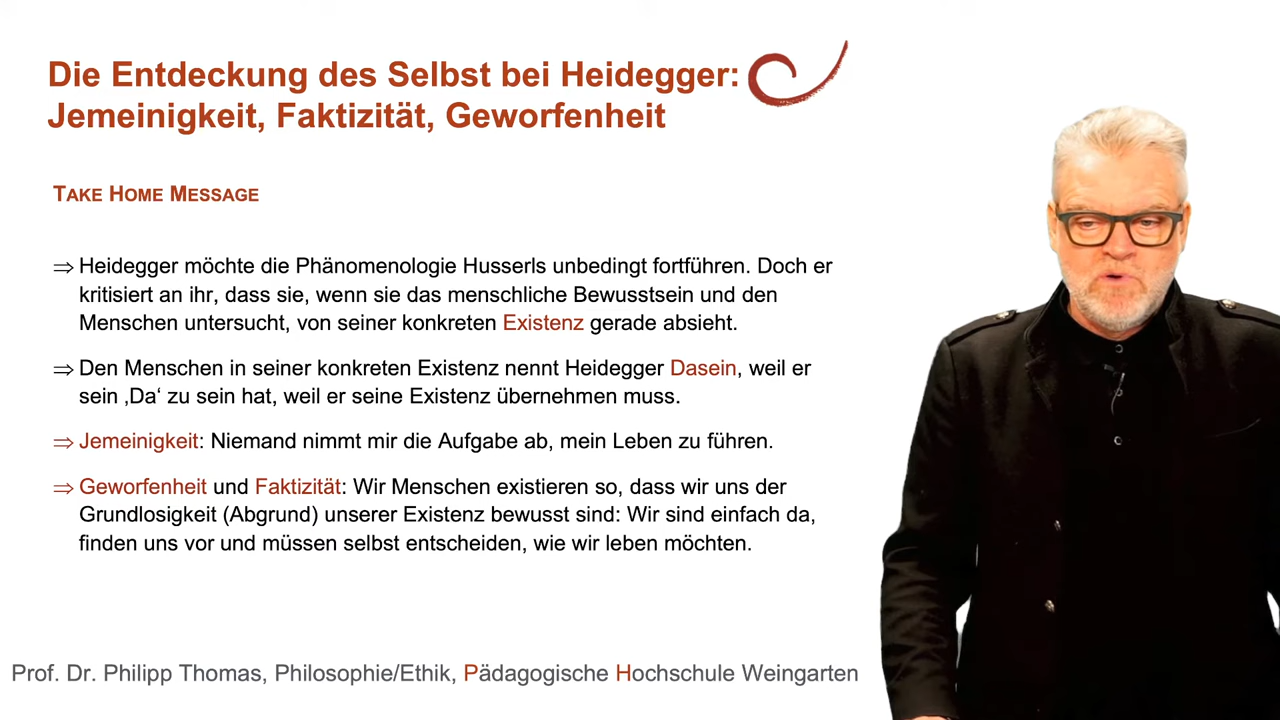 Die Entdeckung des Selbst bei Heidegger:
Jemeinigkeit, Faktizität, Geworfenheit
TAKE HOME MESSAGE
⇒ Heidegger möchte die Phänomenologie Husserls unbedingt fortführen. Doch er
kritisiert an ihr, dass sie, wenn sie das menschliche Bewusstsein und den
Menschen untersucht, von seiner konkreten Existenz gerade absieht.
⇒ Den Menschen in seiner konkreten Existenz nennt Heidegger Dasein, weil er
sein ‚Da‘ zu sein hat, weil er seine Existenz übernehmen muss.
⇒ Jemeinigkeit: Niemand nimmt mir die Aufgabe ab, mein Leben zu führen.
⇒ Geworfenheit und Faktizität: Wir Menschen existieren so, dass wir uns der
Grundlosigkeit (Abgrund) unserer Existenz bewusst sind: Wir sind einfach da,
finden uns vor und müssen selbst entscheiden, wie wir leben möchten.
Prof. Dr. Philipp Thomas, Philosophie/Ethik, Pädagogische Hochschule Weingarten